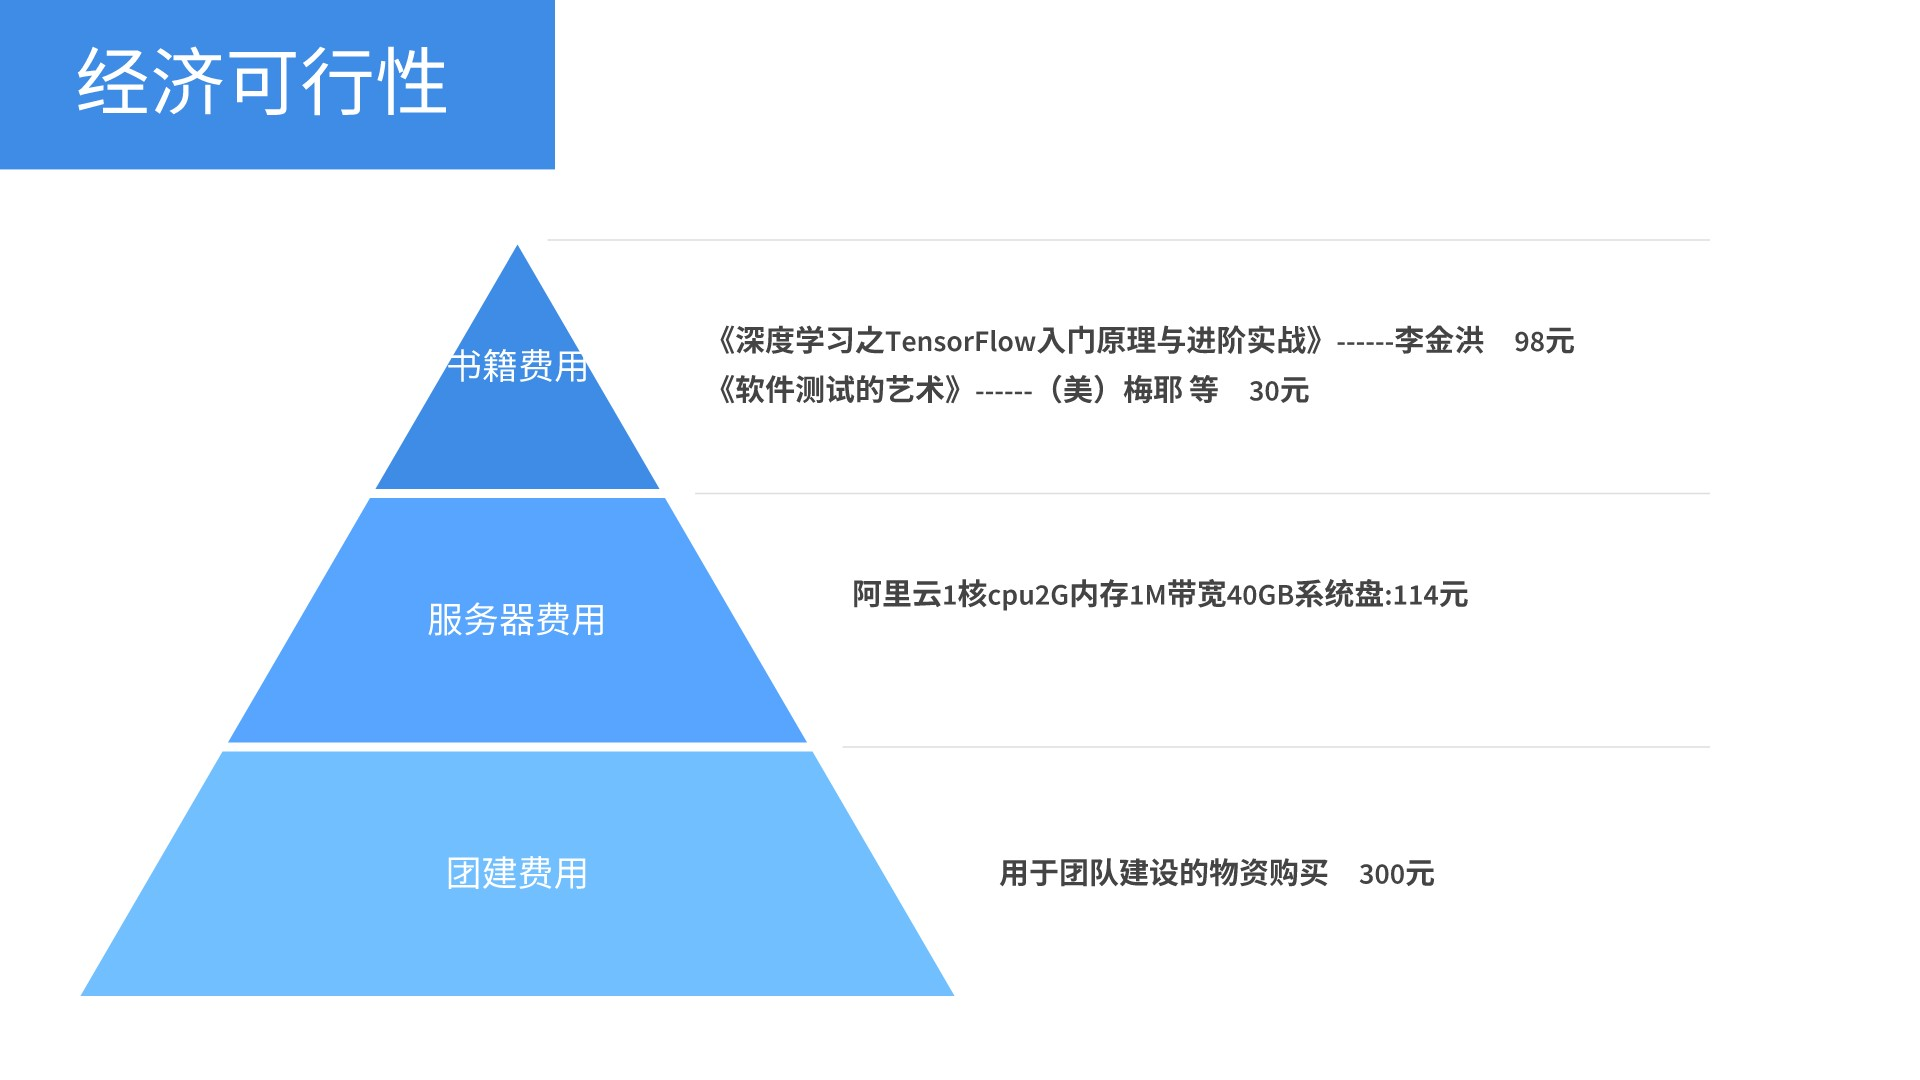 经济可行性
书籍费用
《深度学习之TensorFlow入门原理与进阶实战》------李金洪 98元
《软件测试的艺术》------（美）梅耶 等 30元
服务器费用
阿里云1核cpu2G内存1M带宽40GB系统盘:114元
团建费用
用于团队建设的物资购买 300元